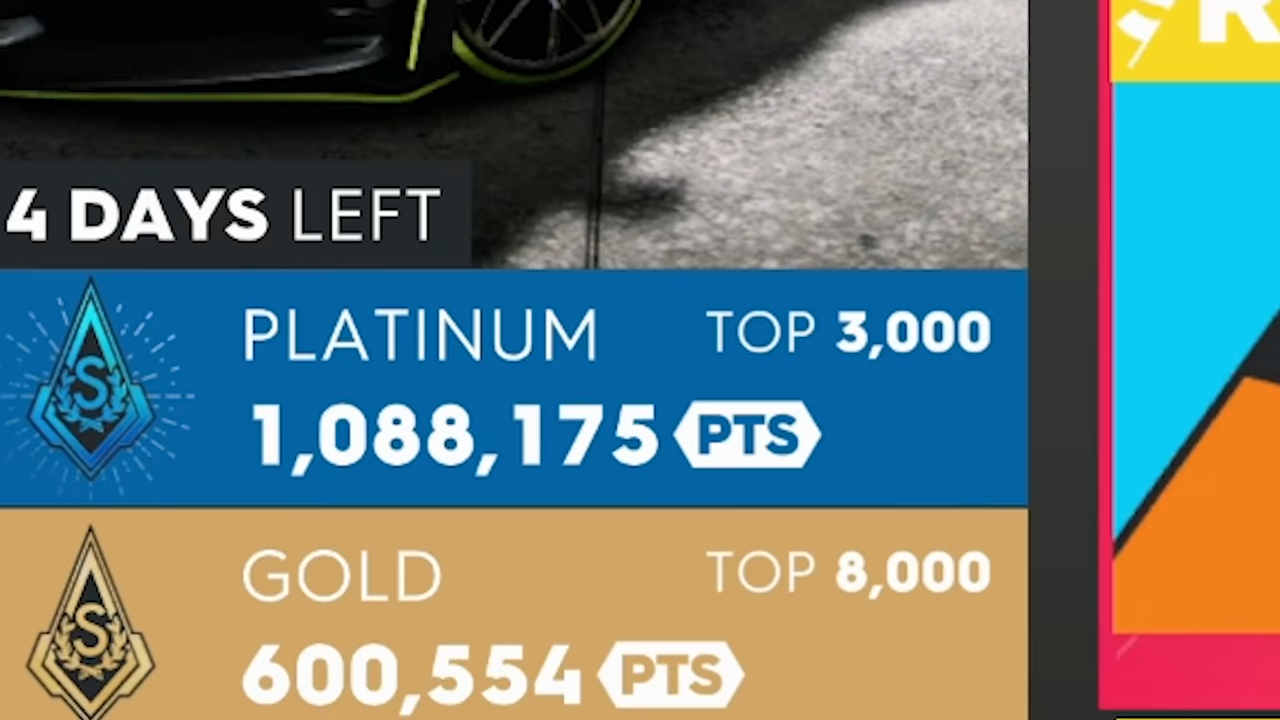 R
4 DAYS LEFT
PLATINUM TOP 3,000
S
1,088,175 PTS
GOLD TOP 8,000
S
600,554 PTS